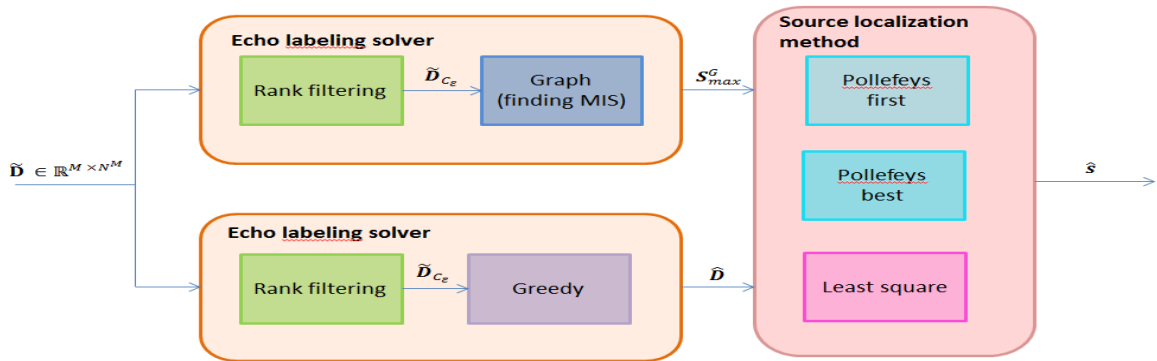 Echo labeling solver
Rank filtering
D̃_{C_ε}
Graph
(finding MIS)
S^G_{max}
D̃ ∈ ℝ^{M×N^M}
Echo labeling solver
Rank filtering
D̃_{C_ε}
Greedy
D̂
Source localization
method
Pollefeys
first
Pollefeys
best
Least square
ŝ